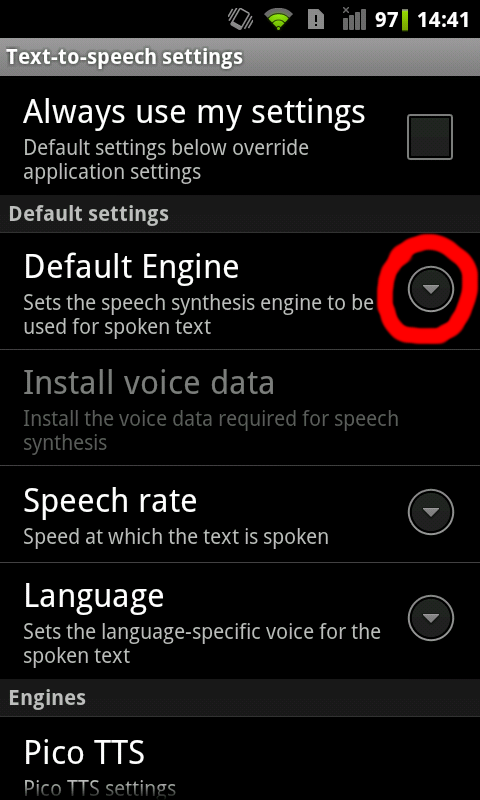 97 14:41
Text-to-speech settings
Always use my settings
Default settings below override
application settings
Default settings
Default Engine
Sets the speech synthesis engine to be
used for spoken text
Install voice data
Install the voice data required for speech
synthesis
Speech rate
Speed at which the text is spoken
Language
Sets the language-specific voice for the
spoken text
Engines
Pico TTS
Pico TTS settings